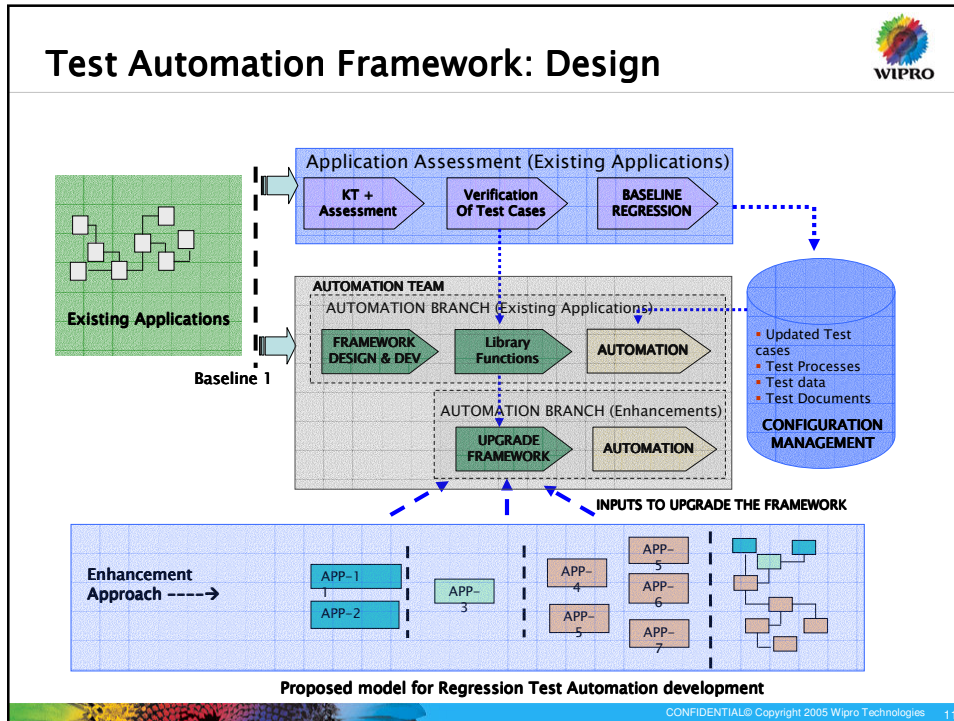 Test Automation Framework: Design
WIPRO
Application Assessment (Existing Applications)
KT +
Assessment
Verification
Of Test Cases
BASELINE
REGRESSION
Existing Applications
Baseline 1
AUTOMATION TEAM
AUTOMATION BRANCH (Existing Applications)
FRAMEWORK
DESIGN & DEV
Library
Functions
AUTOMATION
AUTOMATION BRANCH (Enhancements)
UPGRADE
FRAMEWORK
AUTOMATION
▪ Updated Test
cases
▪ Test Processes
▪ Test data
▪ Test Documents
CONFIGURATION
MANAGEMENT
INPUTS TO UPGRADE THE FRAMEWORK
Enhancement
Approach ----→
APP-1
1
APP-2
APP-
3
APP-
4
APP-
5
APP-
5
APP-
6
APP-
7
Proposed model for Regression Test Automation development
CONFIDENTIAL© Copyright 2005 Wipro Technologies